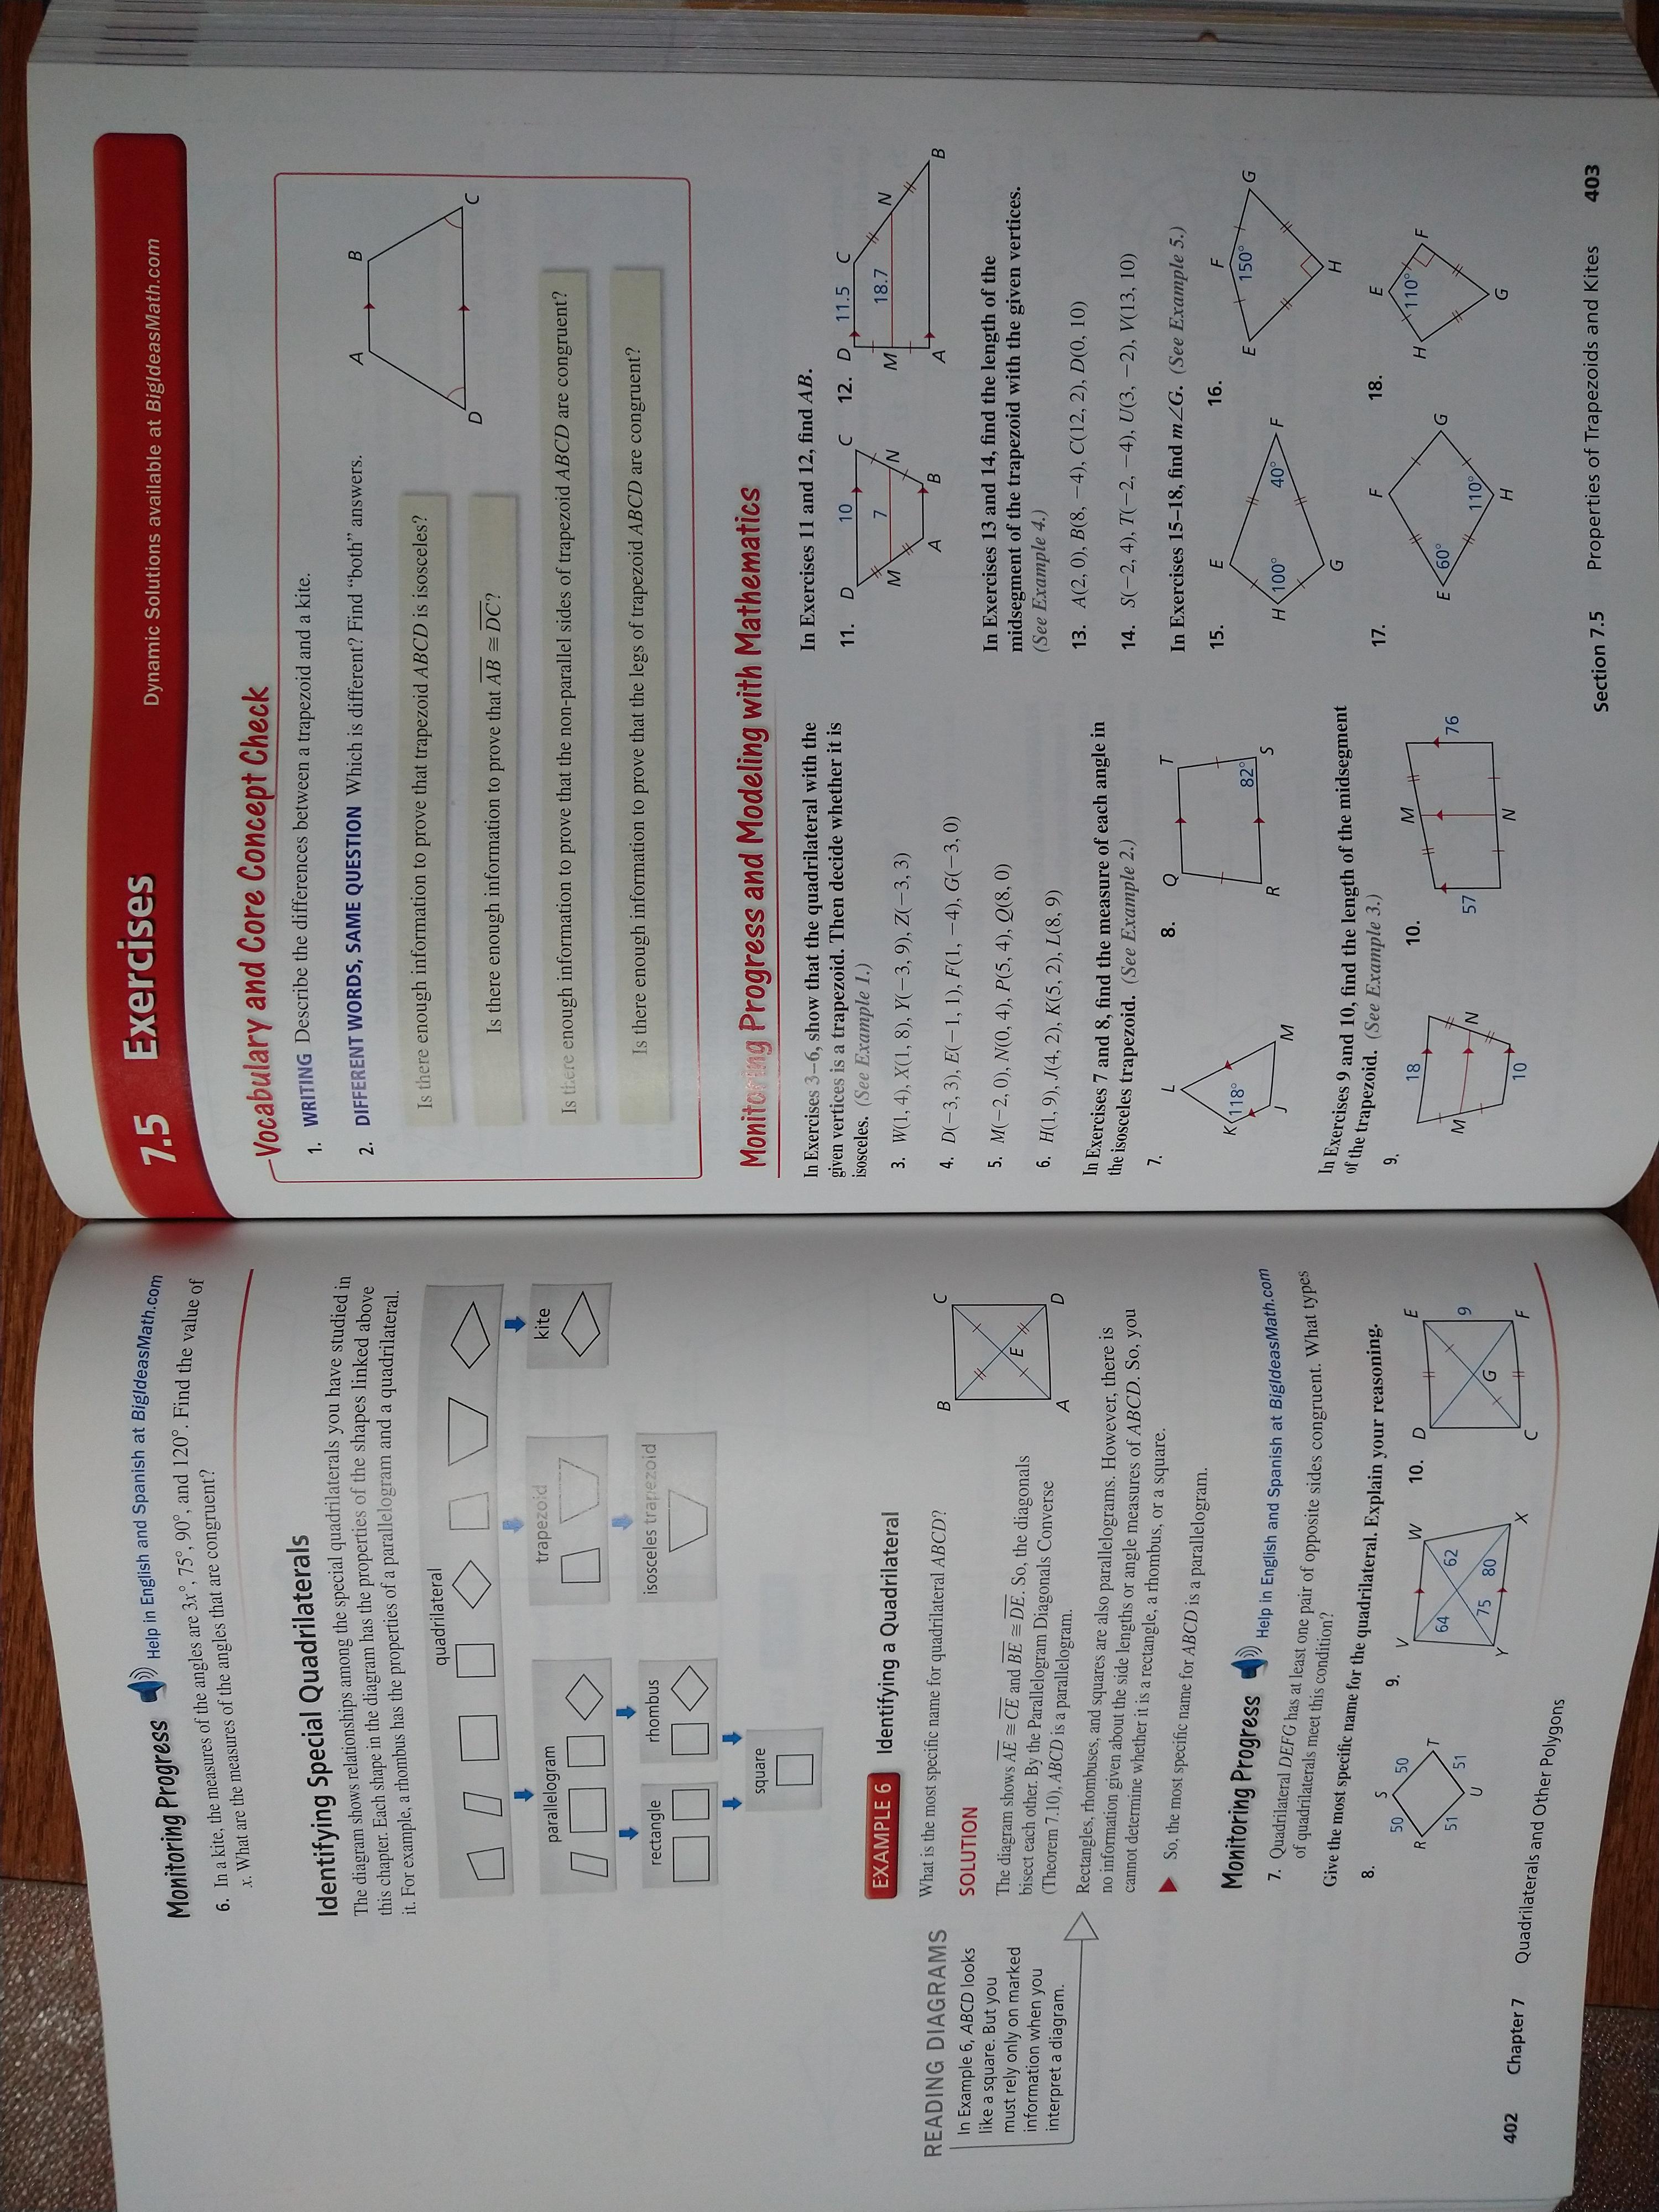 Monitoring Progress Help in English and Spanish at BigIdeasMath.com
6. In a kite, the measures of the angles are 3x°, 75°, 90°, and 120°. Find the value of
x. What are the measures of the angles that are congruent?
Identifying Special Quadrilaterals
The diagram shows relationships among the special quadrilaterals you have studied in
this chapter. Each shape in the diagram has the properties of the shapes linked above
it. For example, a rhombus has the properties of a parallelogram and a quadrilateral.
quadrilateral
parallelogram trapezoid kite
rectangle rhombus isosceles trapezoid
square
EXAMPLE 6 Identifying a Quadrilateral
What is the most specific name for quadrilateral ABCD?
SOLUTION
The diagram shows AE ≅ CE and BE ≅ DE. So, the diagonals
bisect each other. By the Parallelogram Diagonals Converse
(Theorem 7.10), ABCD is a parallelogram.
B C
E
A D
READING DIAGRAMS
In Example 6, ABCD looks
like a square. But you
must rely only on marked
information when you
interpret a diagram.
Rectangles, rhombuses, and squares are also parallelograms. However, there is
no information given about the side lengths or angle measures of ABCD. So, you
cannot determine whether it is a rectangle, a rhombus, or a square.
So, the most specific name for ABCD is a parallelogram.
Monitoring Progress Help in English and Spanish at BigIdeasMath.com
7. Quadrilateral DEFG has at least one pair of opposite sides congruent. What types
of quadrilaterals meet this condition?
Give the most specific name for the quadrilateral. Explain your reasoning.
8. S
50 50
R T
51 51
U
9. V W
64 62
75 80
Y X
10. D E
9
G
C F
402 Chapter 7 Quadrilaterals and Other Polygons
7.5 Exercises Dynamic Solutions available at BigIdeasMath.com
Vocabulary and Core Concept Check
1. WRITING Describe the differences between a trapezoid and a kite.
2. DIFFERENT WORDS, SAME QUESTION Which is different? Find “both” answers.
Is there enough information to prove that trapezoid ABCD is isosceles?
Is there enough information to prove that AB ≅ DC?
Is there enough information to prove that the non-parallel sides of trapezoid ABCD are congruent?
Is there enough information to prove that the legs of trapezoid ABCD are congruent?
A B
D C
Monitoring Progress and Modeling with Mathematics
In Exercises 3–6, show that the quadrilateral with the
given vertices is a trapezoid. Then decide whether it is
isosceles. (See Example 1.)
3. W(1, 4), X(1, 8), Y(−3, 9), Z(−3, 3)
4. D(−3, 3), E(−1, 1), F(1, −4), G(−3, 0)
5. M(−2, 0), N(0, 4), P(5, 4), Q(8, 0)
6. H(1, 9), J(4, 2), K(5, 2), L(8, 9)
In Exercises 7 and 8, find the measure of each angle in
the isosceles trapezoid. (See Example 2.)
7. L
K 118°
J M
8. Q T
82°
R S
In Exercises 9 and 10, find the length of the midsegment
of the trapezoid. (See Example 3.)
9. 18
M N
10
10. M
57 76
N
In Exercises 11 and 12, find AB.
11. D 10 C
7
M N
A B
12. D 11.5 C
M 18.7 N
A B
In Exercises 13 and 14, find the length of the
midsegment of the trapezoid with the given vertices.
(See Example 4.)
13. A(2, 0), B(8, −4), C(12, 2), D(0, 10)
14. S(−2, 4), T(−2, −4), U(3, −2), V(13, 10)
In Exercises 15–18, find m∠G. (See Example 5.)
15. E
H 100° 40° F
G
16. F
E 150° G
H
17. F
E 60° G
110°
H
18. E
H 110° F
G
Section 7.5 Properties of Trapezoids and Kites 403